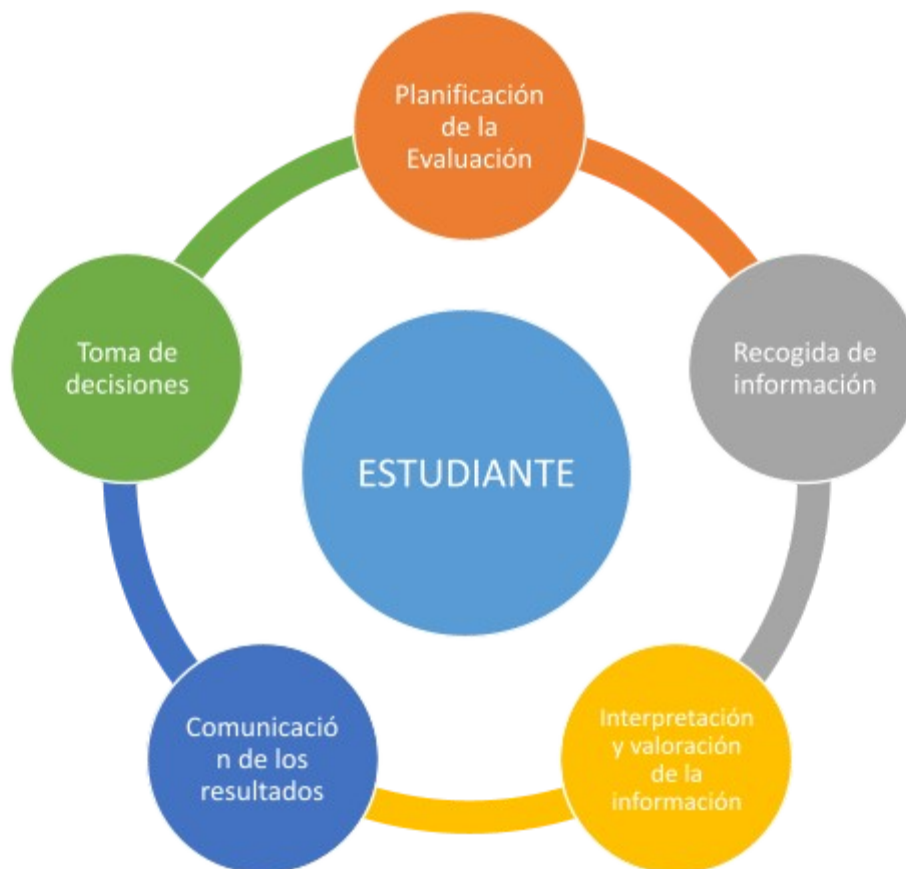 Planificación
de la
Evaluación
Recogida de
información
Interpretación
y valoración
de la
información
Comunicació
n de los
resultados
Toma de
decisiones
ESTUDIANTE